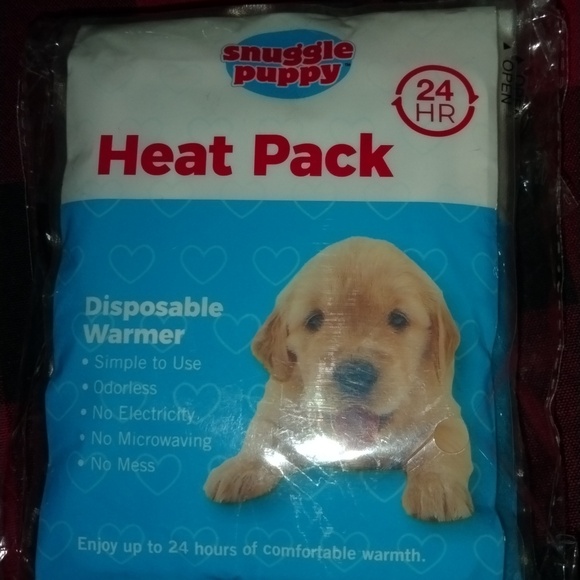 snuggle
puppy™
24
HR
▲ OPEN
Heat Pack
Disposable
Warmer
• Simple to Use
• Odorless
• No Electricity
• No Microwaving
• No Mess
Enjoy up to 24 hours of comfortable warmth.